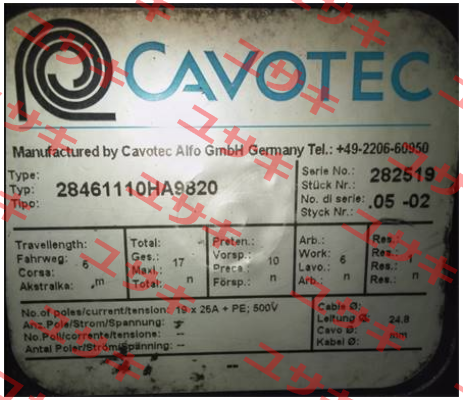 CAVOTEC
Manufactured by Cavotec Alfo GmbH Germany Tel.: +49-2206-60950
Type:
Typ: 28461110HA9820
Tipo:
Serie No.: 282519
Stück Nr.:
No. di serie: .05 -02
Styck Nr.:
Travellength:
Fahrweg: 6
Corsa: m
Akstralka:
Total:
Ges.: 17
Maxi.:
Total: n
Preten.:
Vorsp.: 10
Preca
Försp.: n
Arb.:
Work: 6
Lavo.:
Arb.: n
Res.:
Res.: 1
Res.:
Res.: n
No.of poles/current/tension: 19 x 26A + PE; 500V
Anz.Pole/Strom/Spannung:
No.Poli/corrente/tensione: --
Antal Poler/Ström/Spänning: --
Cable Ø:
Leitung Ø: 24.8
Cavo Ø: mm
Kabel Ø:
ユサキ